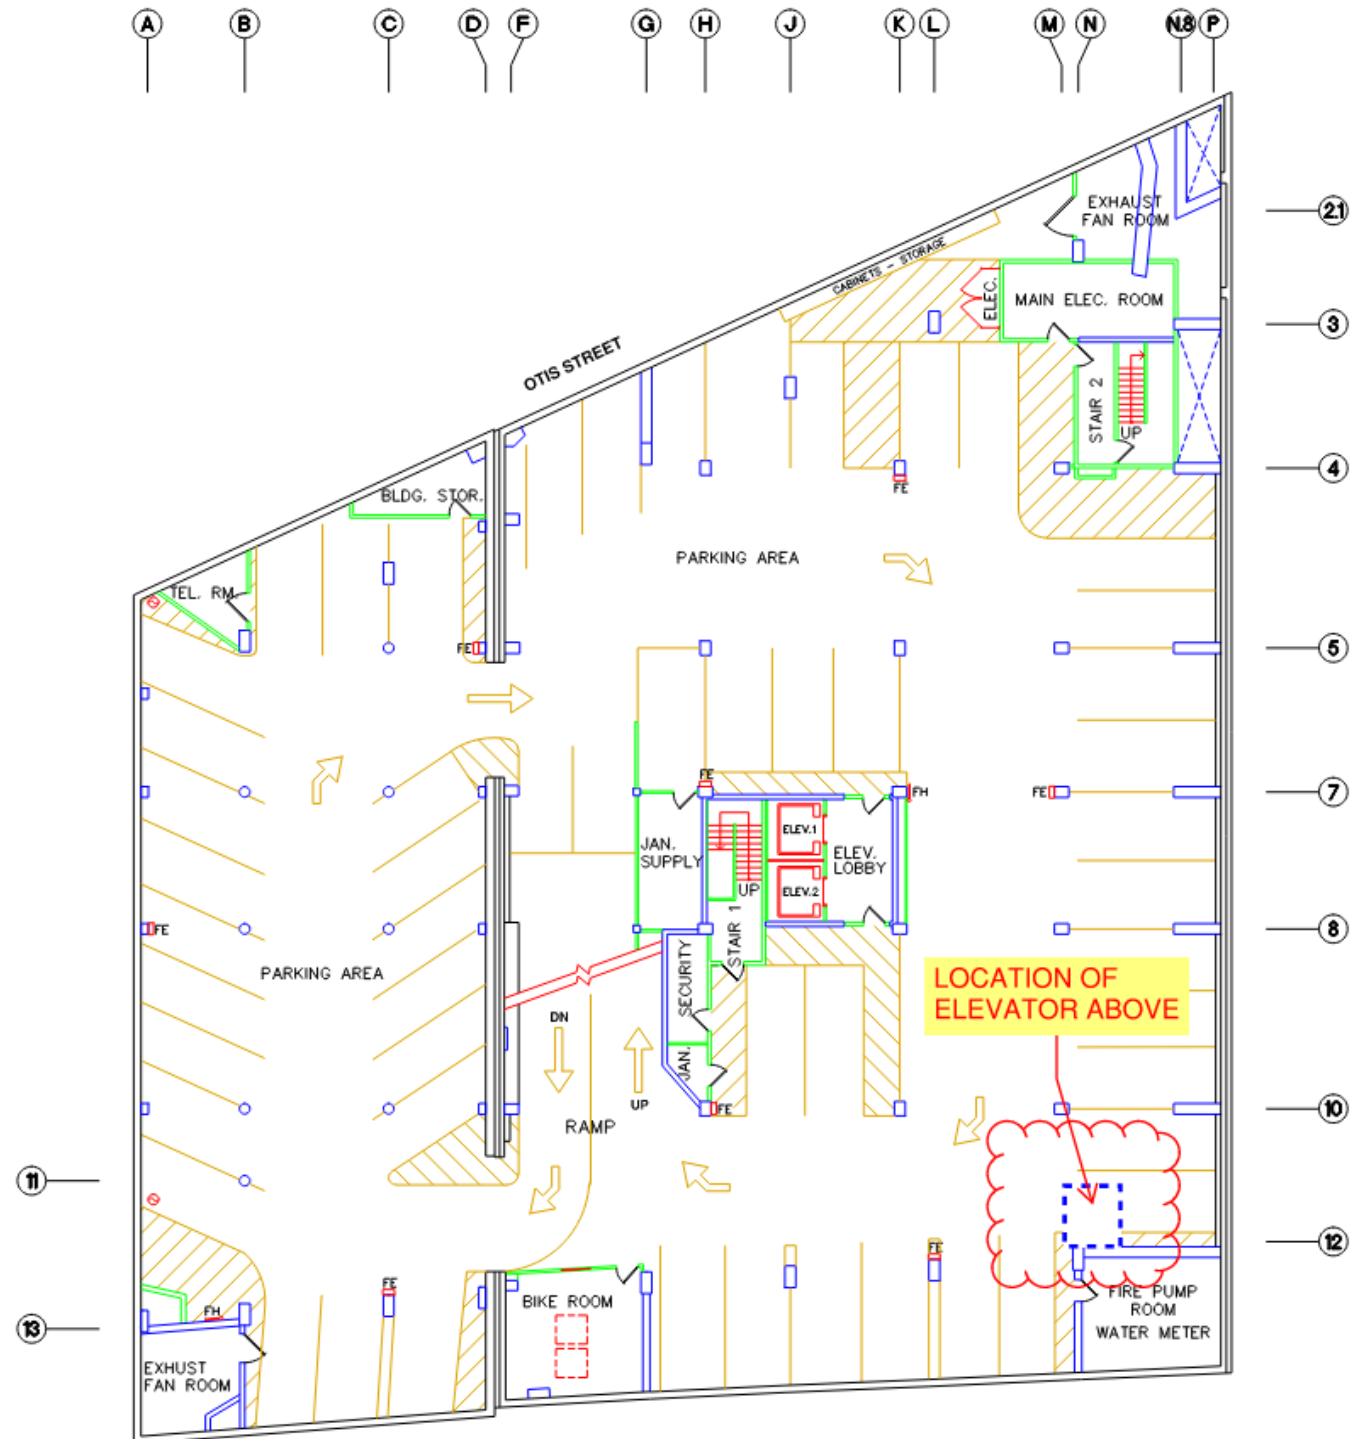 A B C D F G H J K L M N N.8 P
2.1
EXHAUST
FAN ROOM
CABINETS - STORAGE
ELEC.
MAIN ELEC. ROOM
3
OTIS STREET
STAIR 2
UP
4
BLDG. STOR.
FE
PARKING AREA
TEL. RM.
FE
5
FE
FH
FE
7
JAN.
SUPPLY
ELEV.1
ELEV.
LOBBY
ELEV.2
UP
STAIR 1
FE
8
PARKING AREA
SECURITY
LOCATION OF
ELEVATOR ABOVE
DN
JAN.
UP
FE
10
RAMP
11
12
FE
FE
BIKE ROOM
FIRE PUMP
ROOM
WATER METER
FH
13
EXHUST
FAN ROOM